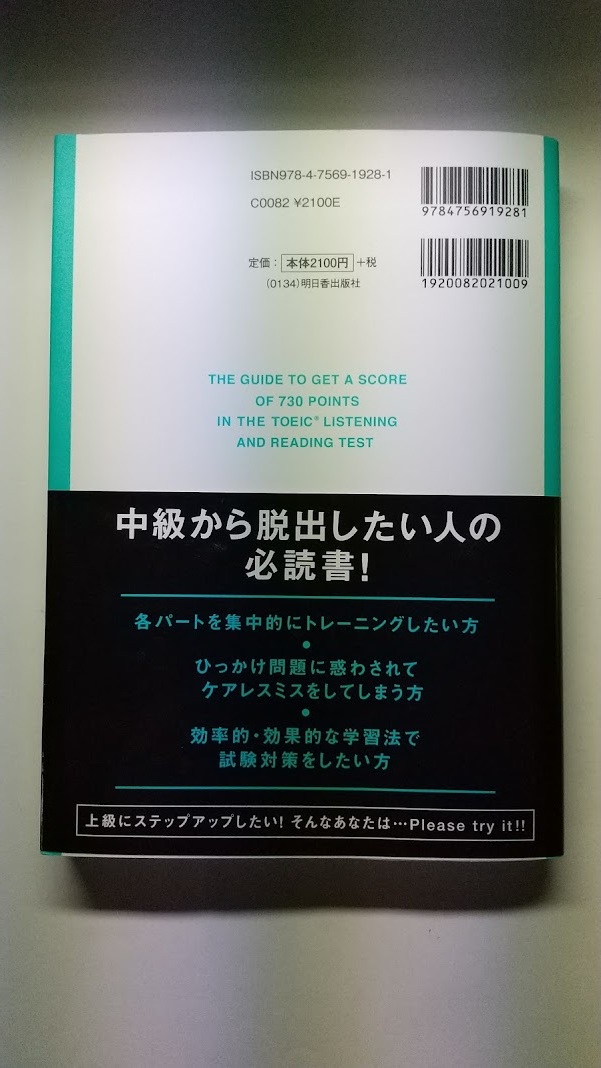 ISBN978-4-7569-1928-1
C0082 ¥2100E
9784756919281
定価：本体2100円＋税
(0134)明日香出版社
1920082021009
THE GUIDE TO GET A SCORE
OF 730 POINTS
IN THE TOEIC® LISTENING
AND READING TEST
中級から脱出したい人の
必読書！
各パートを集中的にトレーニングしたい方
●
ひっかけ問題に惑わされて
ケアレスミスをしてしまう方
●
効率的・効果的な学習法で
試験対策をしたい方
上級にステップアップしたい！そんなあなたは…Please try it!!